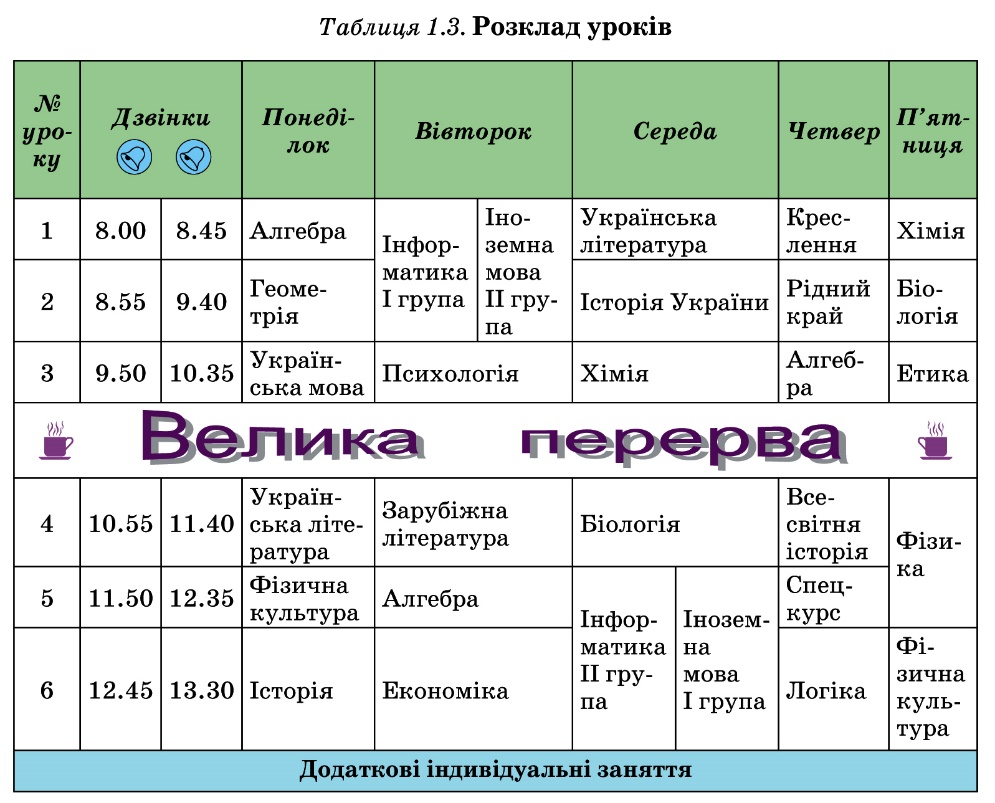 Таблиця 1.3. Розклад уроків
№
уро-
ку
Дзвінки
Понеді-
лок
Вівторок
Середа
Четвер
П’ят-
ниця
1
8.00
8.45
Алгебра
Інфор-
матика
І група
Іно-
земна
мова
ІІ гру-
па
Українська
література
Крес-
лення
Хімія
2
8.55
9.40
Геоме-
трія
Історія України
Рідний
край
Біо-
логія
3
9.50
10.35
Україн-
ська мова
Психологія
Хімія
Алгеб-
ра
Етика
Велика перерва
4
10.55
11.40
Україн-
ська літе-
ратура
Зарубіжна
література
Біологія
Все-
світня
історія
Фізи-
ка
5
11.50
12.35
Фізична
культура
Алгебра
Інфор-
матика
ІІ гру-
па
Інозем-
на
мова
І група
Спец-
курс
6
12.45
13.30
Історія
Економіка
Логіка
Фі-
зична
куль-
тура
Додаткові індивідуальні заняття